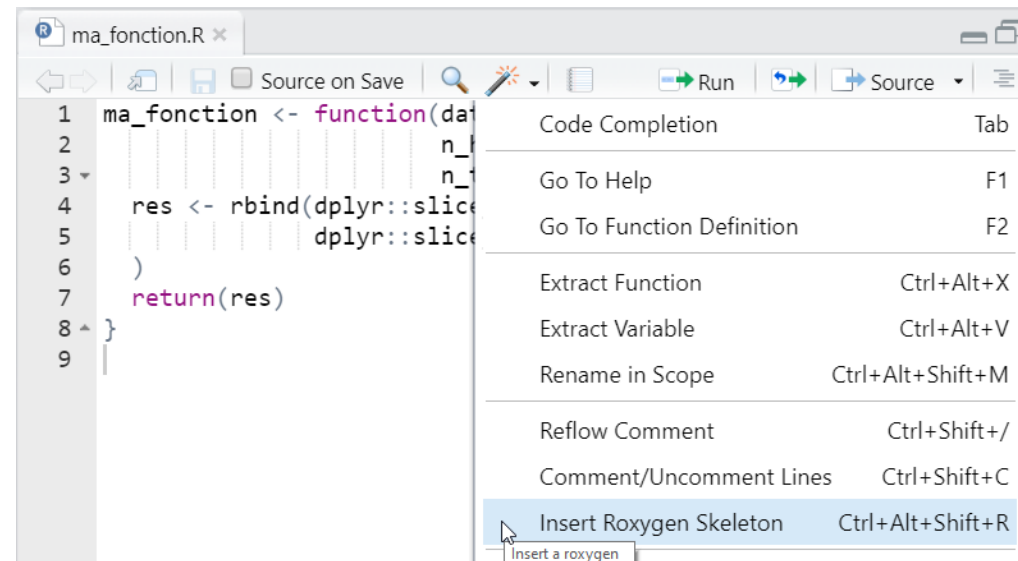 ma_fonction.R ×
Source on Save Run Source
1 ma_fonction <- function(dat
2 n_
3 n_
4 res <- rbind(dplyr::slice
5 dplyr::slice
6 )
7 return(res)
8 }
9
Code Completion Tab
Go To Help F1
Go To Function Definition F2
Extract Function Ctrl+Alt+X
Extract Variable Ctrl+Alt+V
Rename in Scope Ctrl+Alt+Shift+M
Reflow Comment Ctrl+Shift+/
Comment/Uncomment Lines Ctrl+Shift+C
Insert Roxygen Skeleton Ctrl+Alt+Shift+R
Insert a roxygen